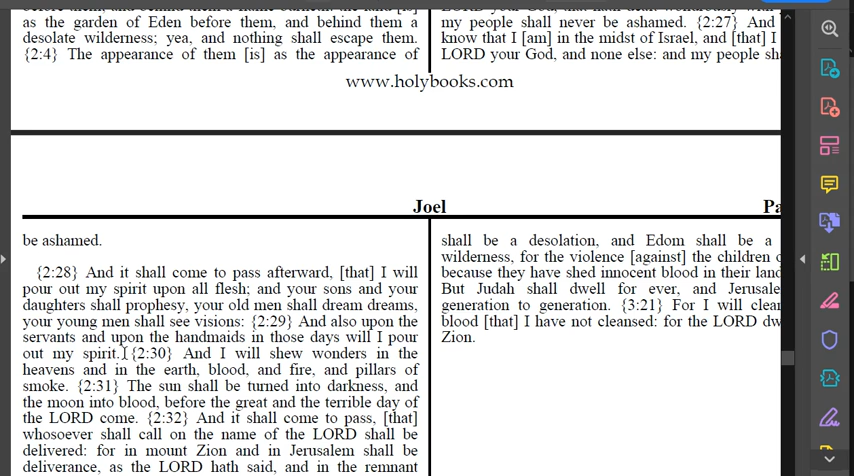 as the garden of Eden before them, and behind them a
desolate wilderness; yea, and nothing shall escape them.
{2:4} The appearance of them [is] as the appearance of
my people shall never be ashamed. {2:27} And
know that I [am] in the midst of Israel, and [that] I
LORD your God, and none else: and my people
www.holybooks.com
Joel
be ashamed.
{2:28} And it shall come to pass afterward, [that] I will
pour out my spirit upon all flesh; and your sons and your
daughters shall prophesy, your old men shall dream dreams,
your young men shall see visions: {2:29} And also upon the
servants and upon the handmaids in those days will I pour
out my spirit. {2:30} And I will shew wonders in the
heavens and in the earth, blood, and fire, and pillars of
smoke. {2:31} The sun shall be turned into darkness, and
the moon into blood, before the great and the terrible day of
the LORD come. {2:32} And it shall come to pass, [that]
whosoever shall call on the name of the LORD shall be
delivered: for in mount Zion and in Jerusalem shall be
deliverance, as the LORD hath said, and in the remnant
shall be a desolation, and Edom shall be a
wilderness, for the violence [against] the children
because they have shed innocent blood in their
But Judah shall dwell for ever, and
generation to generation. {3:21} For I will
blood [that] I have not cleansed: for the LORD
Zion.